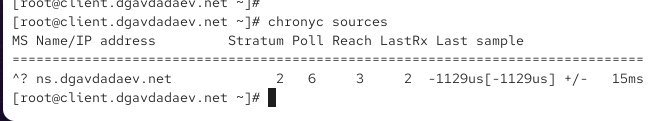 [root@client.dgavdadaev.net ~]#
[root@client.dgavdadaev.net ~]# chronyc sources
MS Name/IP address         Stratum Poll Reach LastRx Last sample
===============================================================================
^? ns.dgavdadaev.net             2   6     3     2  -1129us[-1129us] +/-   15ms
[root@client.dgavdadaev.net ~]#